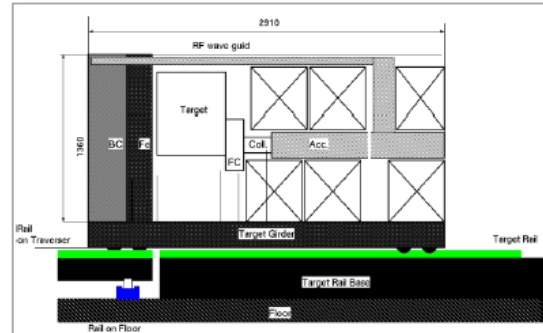 2910
RF wave guid
Target
1360
BC
Fe
Coll.
Acc.
FC
Target Girder
Rail
on Traverser
Target Rail
Target Rail Base
Floor
Rail on Floor